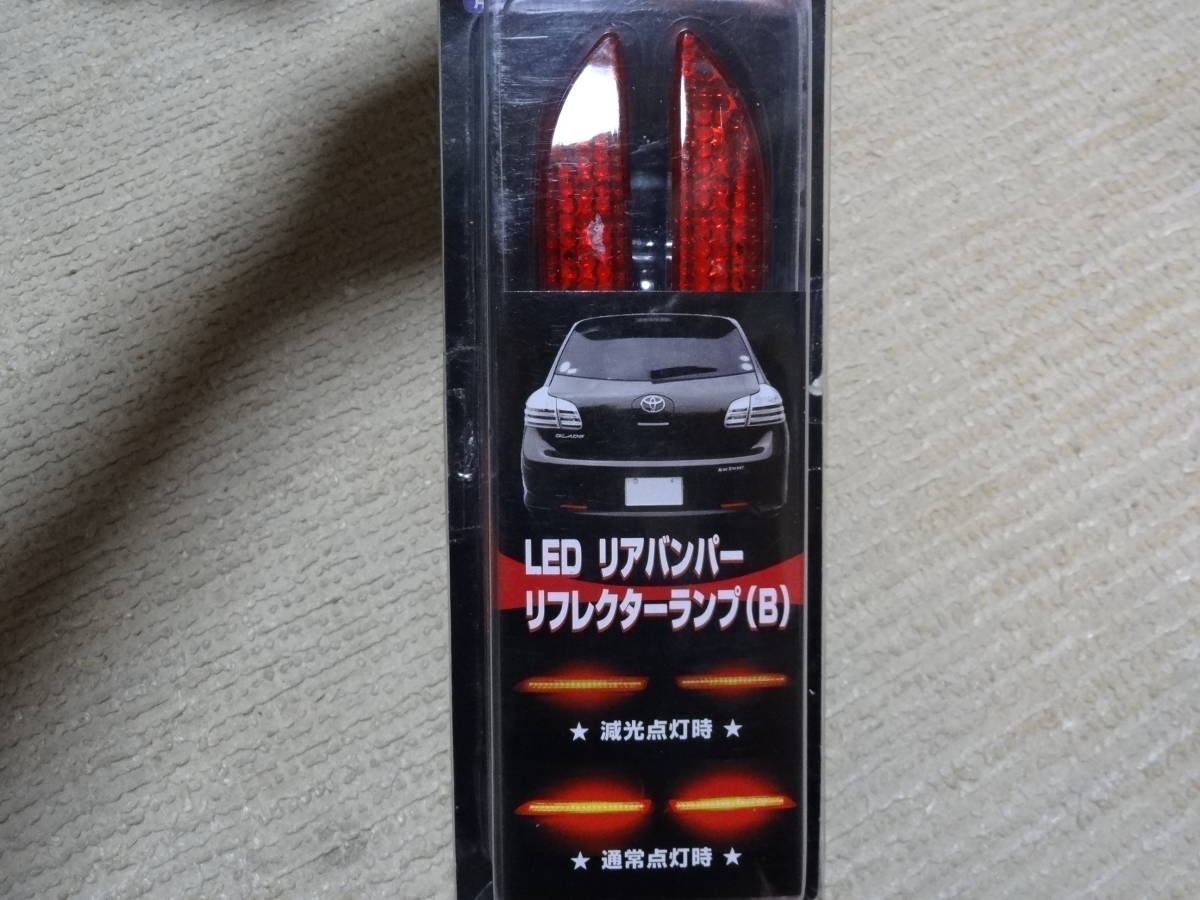 BLADE
LED リアバンパー
リフレクターランプ(B)
★ 減光点灯時 ★
★ 通常点灯時 ★